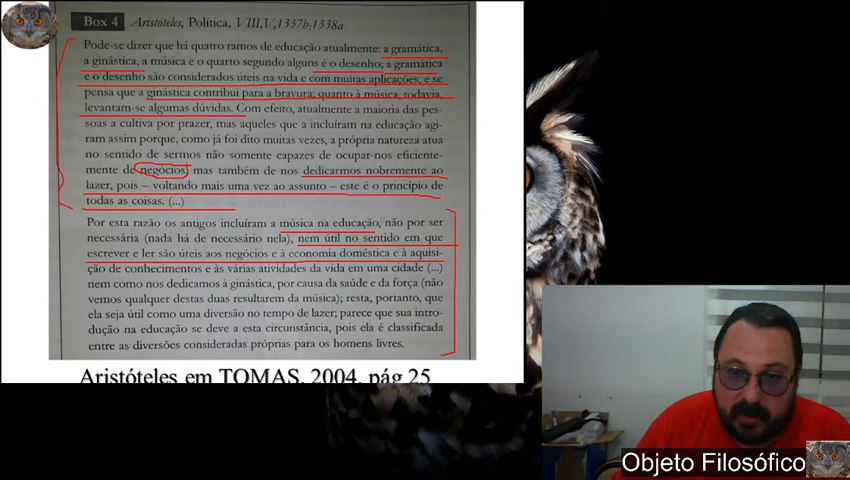 Box 4 Aristóteles, Política, VIII,V,1337b-1338a
Pode-se dizer que há quatro ramos de educação atualmente: a gramática,
a ginástica, a música e o quarto segundo alguns é o desenho; a gramática
e o desenho são considerados úteis na vida e com muitas aplicações, e se
pensa que a ginástica contribui para a bravura; quanto à música, todavia,
levantam-se algumas dúvidas. Com efeito, atualmente a maioria das pes-
soas a cultiva por prazer, mas aqueles que a incluíram na educação agi-
ram assim porque, como já foi dito muitas vezes, a própria natureza atua
no sentido de sermos não somente capazes de ocupar-nos eficiente-
mente de negócios, mas também de nos dedicarmos nobremente ao
lazer, pois – voltando mais uma vez ao assunto – este é o princípio de
todas as coisas. (...)
Por esta razão os antigos incluíram a música na educação, não por ser
necessária (nada há de necessário nela), nem útil no sentido em que
escrever e ler são úteis aos negócios e à economia doméstica e à aquisi-
ção de conhecimentos e às várias atividades da vida em uma cidade (...)
nem como nos dedicamos à ginástica, por causa da saúde e da força (não
vemos qualquer destas duas resultarem da música); resta, portanto, que
ela seja útil como uma diversão no tempo de lazer; parece que sua intro-
dução na educação se deve a esta circunstância, pois ela é classificada
entre as diversões consideradas próprias para os homens livres.
Aristóteles em TOMAS, 2004, pág 25
Objeto Filosófico